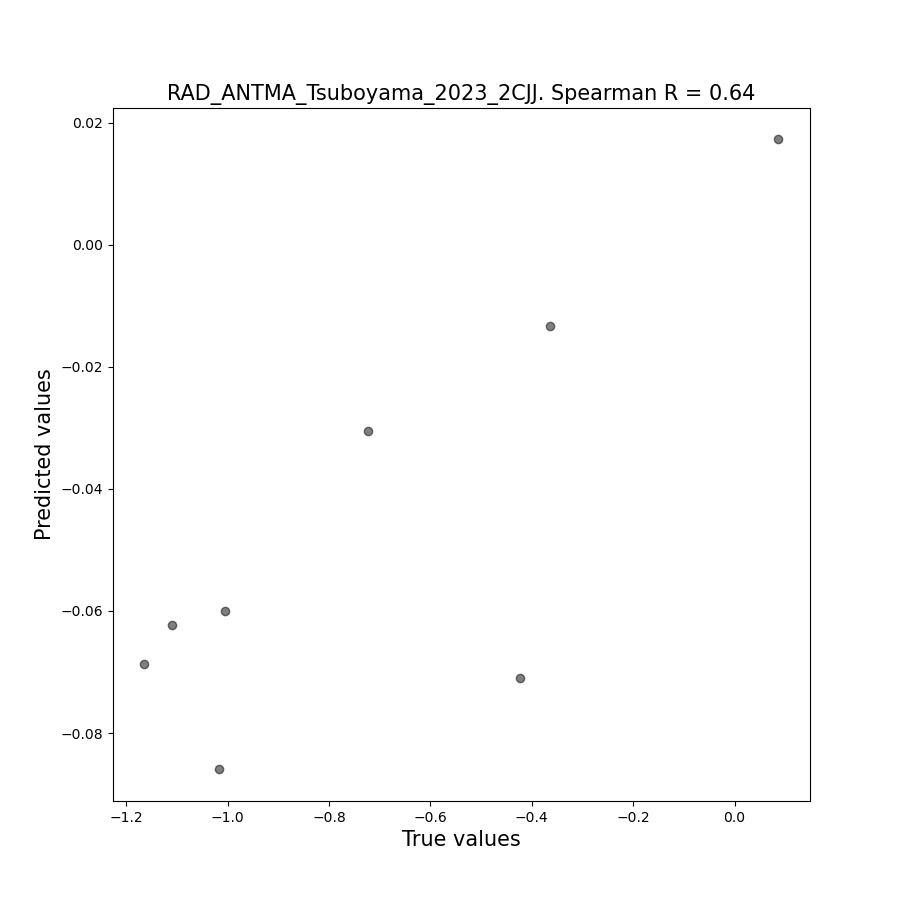 RAD_ANTMA_Tsuboyama_2023_2CJJ. Spearman R = 0.64
0.02
0.00
−0.02
−0.04
−0.06
−0.08
Predicted values
−1.2 −1.0 −0.8 −0.6 −0.4 −0.2 0.0
True values